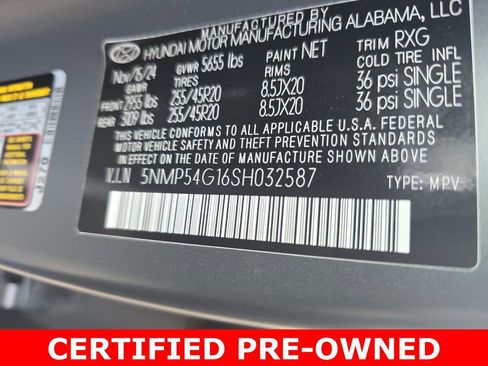 MANUFACTURED BY
HYUNDAI MOTOR MANUFACTURING ALABAMA, LLC
Nov/25/24 GVWR 5655 lbs PAINT NET TRIM RXG
TIRES RIMS COLD TIRE INFL
FRONT 2955 lbs 255/45R20 8.5JX20 36 psi SINGLE
REAR 3109 lbs 255/45R20 8.5JX20 36 psi SINGLE
THIS VEHICLE CONFORMS TO ALL APPLICABLE U.S.A. FEDERAL
MOTOR VEHICLE SAFETY AND THEFT PREVENTION STANDARDS
IN EFFECT ON THE DATE OF MANUFACTURE SHOWN ABOVE.
V.I.N 5NMP54G16SH032587 TYPE: MPV
CERTIFIED PRE-OWNED